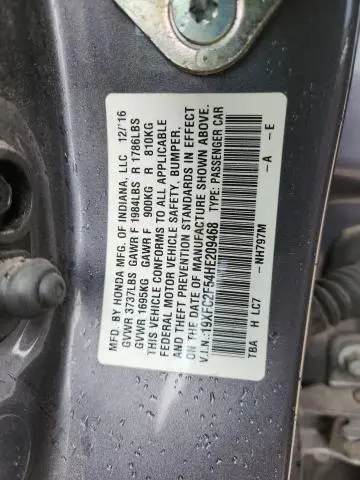 MFD. BY HONDA MFG. OF INDIANA, LLC 12/16
GVWR 3737LBS GAWR F 1984LBS R 1786LBS
GVWR 1695KG GAWR F 900KG R 810KG
THIS VEHICLE CONFORMS TO ALL APPLICABLE
FEDERAL MOTOR VEHICLE SAFETY, BUMPER,
AND THEFT PREVENTION STANDARDS IN EFFECT
ON THE DATE OF MANUFACTURE SHOWN ABOVE.
V.I.N.:19XFC2F54HE209468 TYPE: PASSENGER CAR
NH797M -A -E
TBA H LC7